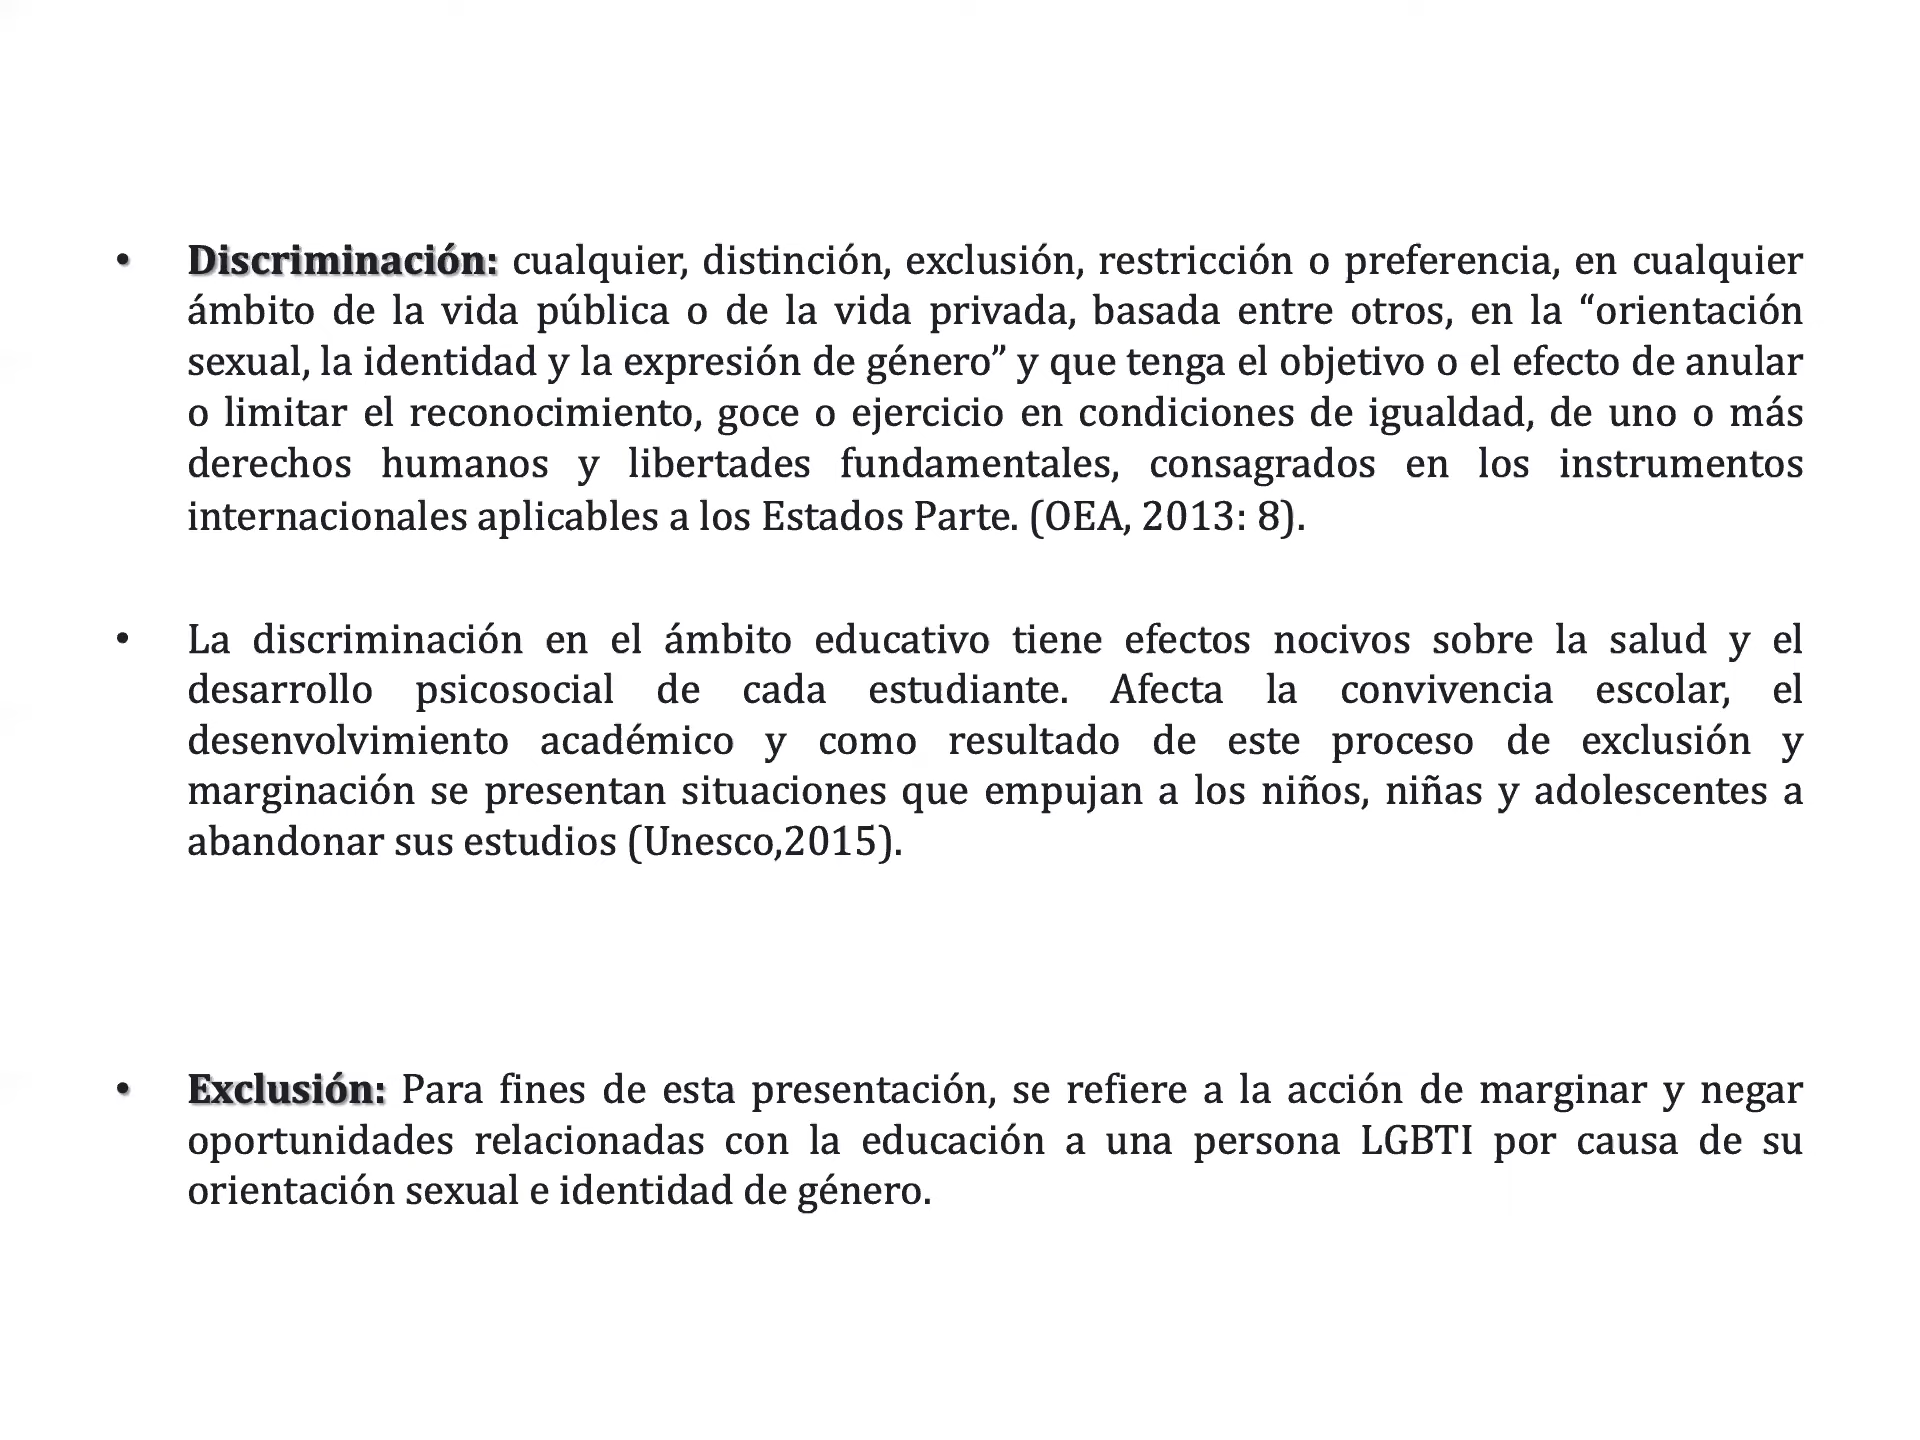 • Discriminación: cualquier, distinción, exclusión, restricción o preferencia, en cualquier
ámbito de la vida pública o de la vida privada, basada entre otros, en la “orientación
sexual, la identidad y la expresión de género” y que tenga el objetivo o el efecto de anular
o limitar el reconocimiento, goce o ejercicio en condiciones de igualdad, de uno o más
derechos humanos y libertades fundamentales, consagrados en los instrumentos
internacionales aplicables a los Estados Parte. (OEA, 2013: 8).
• La discriminación en el ámbito educativo tiene efectos nocivos sobre la salud y el
desarrollo psicosocial de cada estudiante. Afecta la convivencia escolar, el
desenvolvimiento académico y como resultado de este proceso de exclusión y
marginación se presentan situaciones que empujan a los niños, niñas y adolescentes a
abandonar sus estudios (Unesco,2015).
• Exclusión: Para fines de esta presentación, se refiere a la acción de marginar y negar
oportunidades relacionadas con la educación a una persona LGBTI por causa de su
orientación sexual e identidad de género.